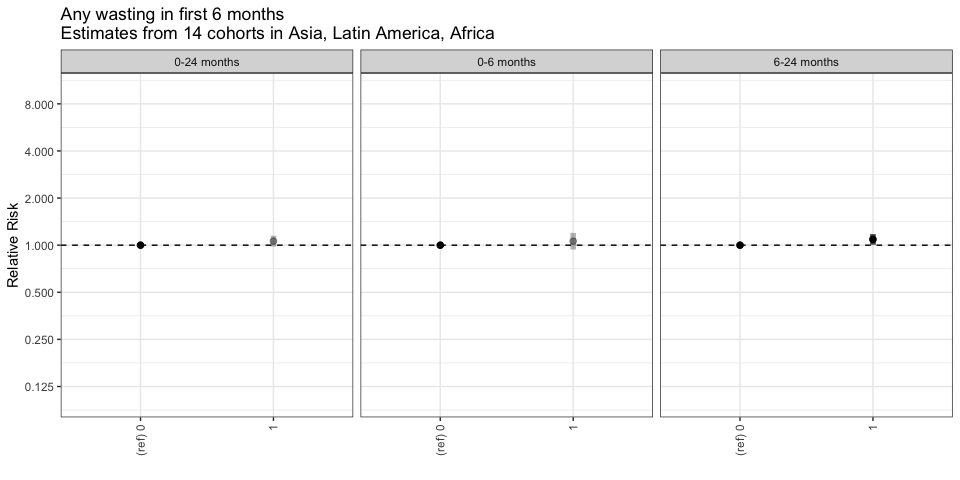 Any wasting in first 6 months
Estimates from 14 cohorts in Asia, Latin America, Africa
0-24 months
0-6 months
6-24 months
Relative Risk
8.000
4.000
2.000
1.000
0.500
0.250
0.125
(ref) 0
1
(ref) 0
1
(ref) 0
1